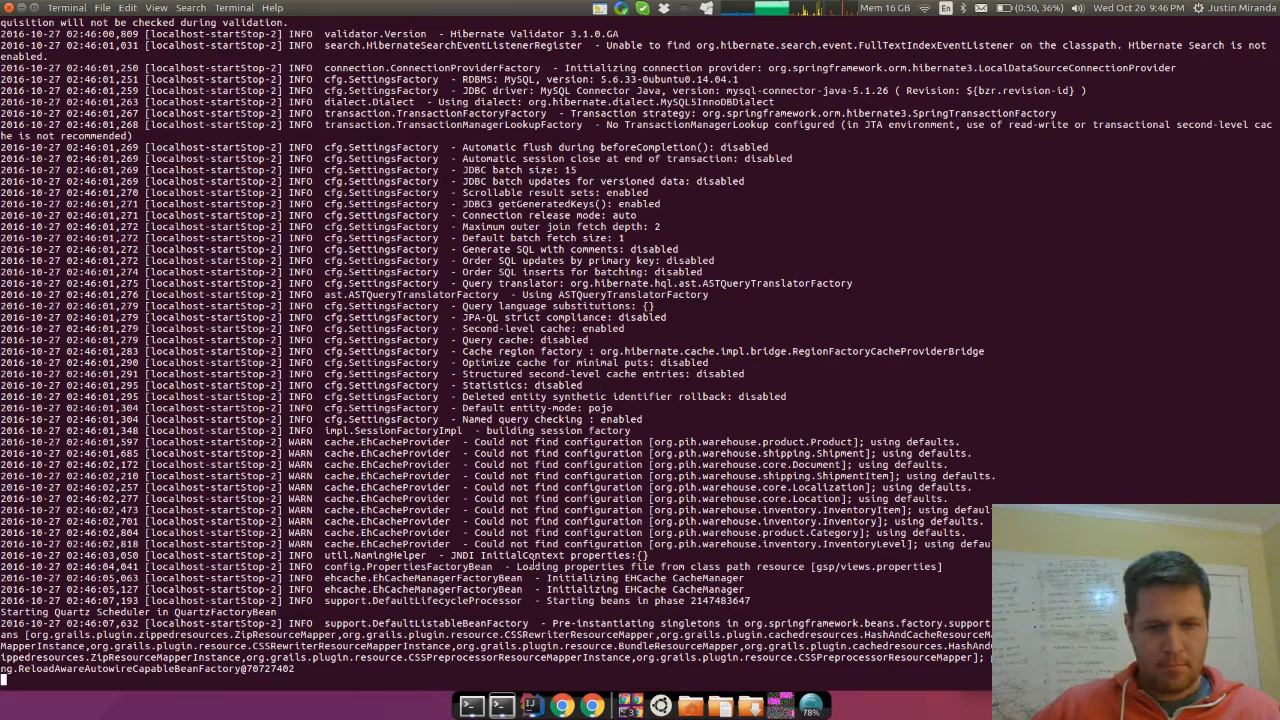 Terminal File Edit View Search Terminal Help Mem 16 GB En (0:50, 36%) Wed Oct 26 9:46 PM Justin Miranda
quisition will not be checked during validation.
2016-10-27 02:46:00,809 [localhost-startStop-2] INFO validator.Version - Hibernate Validator 3.1.0.GA
2016-10-27 02:46:01,031 [localhost-startStop-2] INFO search.HibernateSearchEventListenerRegister - Unable to find org.hibernate.search.event.FullTextIndexEventListener on the classpath. Hibernate Search is not
enabled.
2016-10-27 02:46:01,250 [localhost-startStop-2] INFO connection.ConnectionProviderFactory - Initializing connection provider: org.springframework.orm.hibernate3.LocalDataSourceConnectionProvider
2016-10-27 02:46:01,251 [localhost-startStop-2] INFO cfg.SettingsFactory - RDBMS: MySQL, version: 5.6.33-0ubuntu0.14.04.1
2016-10-27 02:46:01,259 [localhost-startStop-2] INFO cfg.SettingsFactory - JDBC driver: MySQL Connector Java, version: mysql-connector-java-5.1.26 ( Revision: ${bzr.revision-id} )
2016-10-27 02:46:01,263 [localhost-startStop-2] INFO dialect.Dialect - Using dialect: org.hibernate.dialect.MySQL5InnoDBDialect
2016-10-27 02:46:01,267 [localhost-startStop-2] INFO transaction.TransactionFactoryFactory - Transaction strategy: org.springframework.orm.hibernate3.SpringTransactionFactory
2016-10-27 02:46:01,268 [localhost-startStop-2] INFO transaction.TransactionManagerLookupFactory - No TransactionManagerLookup configured (in JTA environment, use of read-write or transactional second-level cac
he is not recommended)
2016-10-27 02:46:01,269 [localhost-startStop-2] INFO cfg.SettingsFactory - Automatic flush during beforeCompletion(): disabled
2016-10-27 02:46:01,269 [localhost-startStop-2] INFO cfg.SettingsFactory - Automatic session close at end of transaction: disabled
2016-10-27 02:46:01,269 [localhost-startStop-2] INFO cfg.SettingsFactory - JDBC batch size: 15
2016-10-27 02:46:01,269 [localhost-startStop-2] INFO cfg.SettingsFactory - JDBC batch updates for versioned data: disabled
2016-10-27 02:46:01,270 [localhost-startStop-2] INFO cfg.SettingsFactory - Scrollable result sets: enabled
2016-10-27 02:46:01,271 [localhost-startStop-2] INFO cfg.SettingsFactory - JDBC3 getGeneratedKeys(): enabled
2016-10-27 02:46:01,271 [localhost-startStop-2] INFO cfg.SettingsFactory - Connection release mode: auto
2016-10-27 02:46:01,272 [localhost-startStop-2] INFO cfg.SettingsFactory - Maximum outer join fetch depth: 2
2016-10-27 02:46:01,272 [localhost-startStop-2] INFO cfg.SettingsFactory - Default batch fetch size: 1
2016-10-27 02:46:01,272 [localhost-startStop-2] INFO cfg.SettingsFactory - Generate SQL with comments: disabled
2016-10-27 02:46:01,272 [localhost-startStop-2] INFO cfg.SettingsFactory - Order SQL updates by primary key: disabled
2016-10-27 02:46:01,274 [localhost-startStop-2] INFO cfg.SettingsFactory - Order SQL inserts for batching: disabled
2016-10-27 02:46:01,275 [localhost-startStop-2] INFO cfg.SettingsFactory - Query translator: org.hibernate.hql.ast.ASTQueryTranslatorFactory
2016-10-27 02:46:01,276 [localhost-startStop-2] INFO ast.ASTQueryTranslatorFactory - Using ASTQueryTranslatorFactory
2016-10-27 02:46:01,279 [localhost-startStop-2] INFO cfg.SettingsFactory - Query language substitutions: {}
2016-10-27 02:46:01,279 [localhost-startStop-2] INFO cfg.SettingsFactory - JPA-QL strict compliance: disabled
2016-10-27 02:46:01,279 [localhost-startStop-2] INFO cfg.SettingsFactory - Second-level cache: enabled
2016-10-27 02:46:01,279 [localhost-startStop-2] INFO cfg.SettingsFactory - Query cache: disabled
2016-10-27 02:46:01,283 [localhost-startStop-2] INFO cfg.SettingsFactory - Cache region factory : org.hibernate.cache.impl.bridge.RegionFactoryCacheProviderBridge
2016-10-27 02:46:01,290 [localhost-startStop-2] INFO cfg.SettingsFactory - Optimize cache for minimal puts: disabled
2016-10-27 02:46:01,291 [localhost-startStop-2] INFO cfg.SettingsFactory - Structured second-level cache entries: disabled
2016-10-27 02:46:01,295 [localhost-startStop-2] INFO cfg.SettingsFactory - Statistics: disabled
2016-10-27 02:46:01,295 [localhost-startStop-2] INFO cfg.SettingsFactory - Deleted entity synthetic identifier rollback: disabled
2016-10-27 02:46:01,304 [localhost-startStop-2] INFO cfg.SettingsFactory - Default entity-mode: pojo
2016-10-27 02:46:01,304 [localhost-startStop-2] INFO cfg.SettingsFactory - Named query checking : enabled
2016-10-27 02:46:01,348 [localhost-startStop-2] INFO impl.SessionFactoryImpl - building session factory
2016-10-27 02:46:01,597 [localhost-startStop-2] WARN cache.EhCacheProvider - Could not find configuration [org.pih.warehouse.product.Product]; using defaults.
2016-10-27 02:46:01,685 [localhost-startStop-2] WARN cache.EhCacheProvider - Could not find configuration [org.pih.warehouse.shipping.Shipment]; using defaults.
2016-10-27 02:46:02,172 [localhost-startStop-2] WARN cache.EhCacheProvider - Could not find configuration [org.pih.warehouse.core.Document]; using defaults.
2016-10-27 02:46:02,210 [localhost-startStop-2] WARN cache.EhCacheProvider - Could not find configuration [org.pih.warehouse.shipping.ShipmentItem]; using defaults.
2016-10-27 02:46:02,257 [localhost-startStop-2] WARN cache.EhCacheProvider - Could not find configuration [org.pih.warehouse.core.Localization]; using defaults.
2016-10-27 02:46:02,277 [localhost-startStop-2] WARN cache.EhCacheProvider - Could not find configuration [org.pih.warehouse.core.Location]; using defaults.
2016-10-27 02:46:02,473 [localhost-startStop-2] WARN cache.EhCacheProvider - Could not find configuration [org.pih.warehouse.inventory.InventoryItem]; using defaults
2016-10-27 02:46:02,701 [localhost-startStop-2] WARN cache.EhCacheProvider - Could not find configuration [org.pih.warehouse.inventory.Inventory]; using defaults.
2016-10-27 02:46:02,804 [localhost-startStop-2] WARN cache.EhCacheProvider - Could not find configuration [org.pih.warehouse.product.Category]; using defaults.
2016-10-27 02:46:02,818 [localhost-startStop-2] WARN cache.EhCacheProvider - Could not find configuration [org.pih.warehouse.inventory.InventoryLevel]; using defaults
2016-10-27 02:46:03,050 [localhost-startStop-2] INFO util.NamingHelper - JNDI InitialContext properties:{}
2016-10-27 02:46:04,041 [localhost-startStop-2] INFO config.PropertiesFactoryBean - Loading properties file from class path resource [gsp/views.properties]
2016-10-27 02:46:05,063 [localhost-startStop-2] INFO ehcache.EhCacheManagerFactoryBean - Initializing EHCache CacheManager
2016-10-27 02:46:05,127 [localhost-startStop-2] INFO ehcache.EhCacheManagerFactoryBean - Initializing EHCache CacheManager
2016-10-27 02:46:07,193 [localhost-startStop-2] INFO support.DefaultLifecycleProcessor - Starting beans in phase 2147483647
Starting Quartz Scheduler in QuartzFactoryBean
2016-10-27 02:46:07,632 [localhost-startStop-2] INFO support.DefaultListableBeanFactory - Pre-instantiating singletons in org.springframework.beans.factory.support
ans [org.grails.plugin.zippedresources.ZipResourceMapper,org.grails.plugin.resource.CSSRewriterResourceMapper,org.grails.plugin.cachedresources.HashAndCacheResourceM
MapperInstance,org.grails.plugin.resource.CSSRewriterResourceMapperInstance,org.grails.plugin.resource.BundleResourceMapper,org.grails.plugin.cachedresources.HashAnd
ippedresources.ZipResourceMapperInstance,org.grails.plugin.resource.CSSPreprocessorResourceMapperInstance,org.grails.plugin.resource.CSSPreprocessorResourceMapper];
ng.ReloadAwareAutowireCapableBeanFactory@70727402
78%